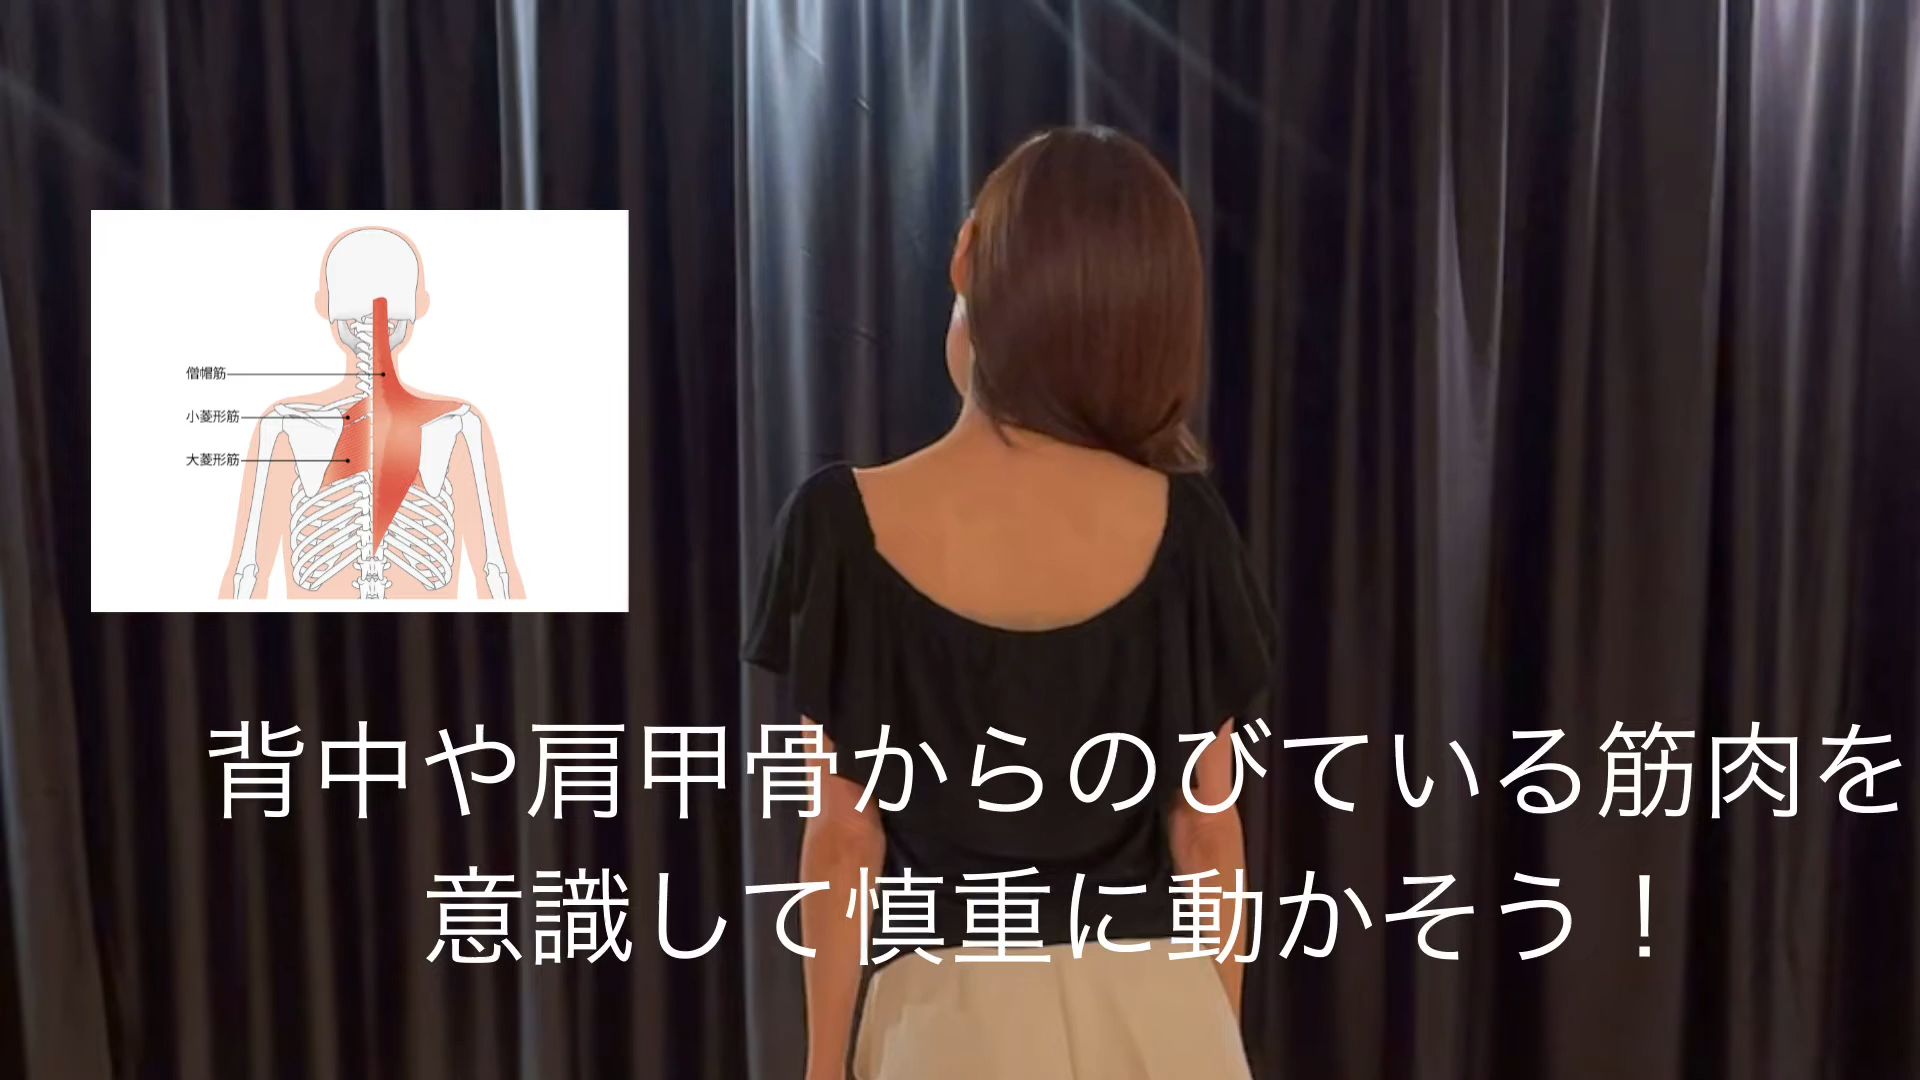 僧帽筋
小菱形筋
大菱形筋
背中や肩甲骨からのびている筋肉を
意識して慎重に動かそう！